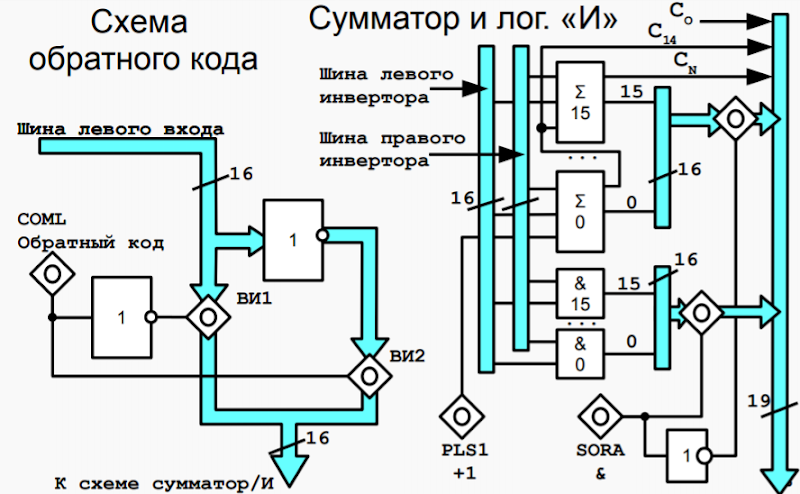 Схема
обратного кода
Шина левого входа
16
COML
Обратный код
1
1
ВИ1
ВИ2
16
К схеме сумматор/И
Сумматор и лог. «И»
C0
C14
CN
Шина левого
инвертора
Шина правого
инвертора
Σ
15
15
...
16
16
Σ
0
0
&
15
15
16
...
&
0
0
19
PLS1
+1
SORA
&
1